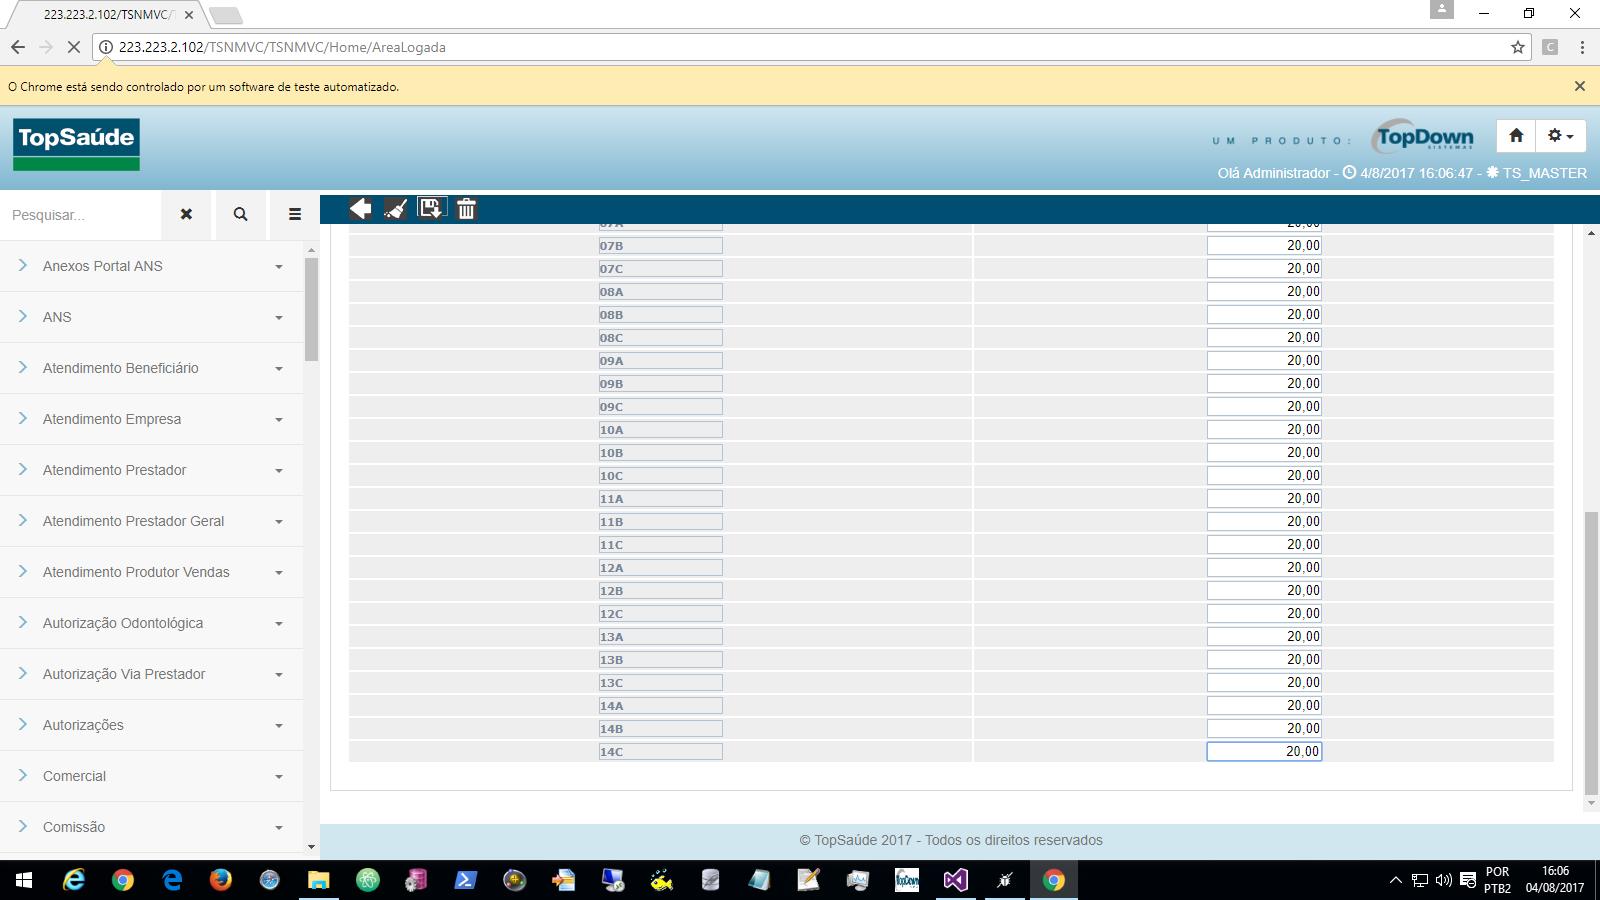 223.223.2.102/TSNMVC/T
223.223.2.102/TSNMVC/TSNMVC/Home/AreaLogada
C
O Chrome está sendo controlado por um software de teste automatizado.
TopSaúde
UM PRODUTO:
TopDown
SISTEMAS
Olá Administrador - 4/8/2017 16:06:47 - TS_MASTER
Pesquisar...
Anexos Portal ANS
ANS
Atendimento Beneficiário
Atendimento Empresa
Atendimento Prestador
Atendimento Prestador Geral
Atendimento Produtor Vendas
Autorização Odontológica
Autorização Via Prestador
Autorizações
Comercial
Comissão
07A 20,00
07B 20,00
07C 20,00
08A 20,00
08B 20,00
08C 20,00
09A 20,00
09B 20,00
09C 20,00
10A 20,00
10B 20,00
10C 20,00
11A 20,00
11B 20,00
11C 20,00
12A 20,00
12B 20,00
12C 20,00
13A 20,00
13B 20,00
13C 20,00
14A 20,00
14B 20,00
14C 20,00
© TopSaúde 2017 - Todos os direitos reservados
TopDown
POR
PTB2
16:06
04/08/2017